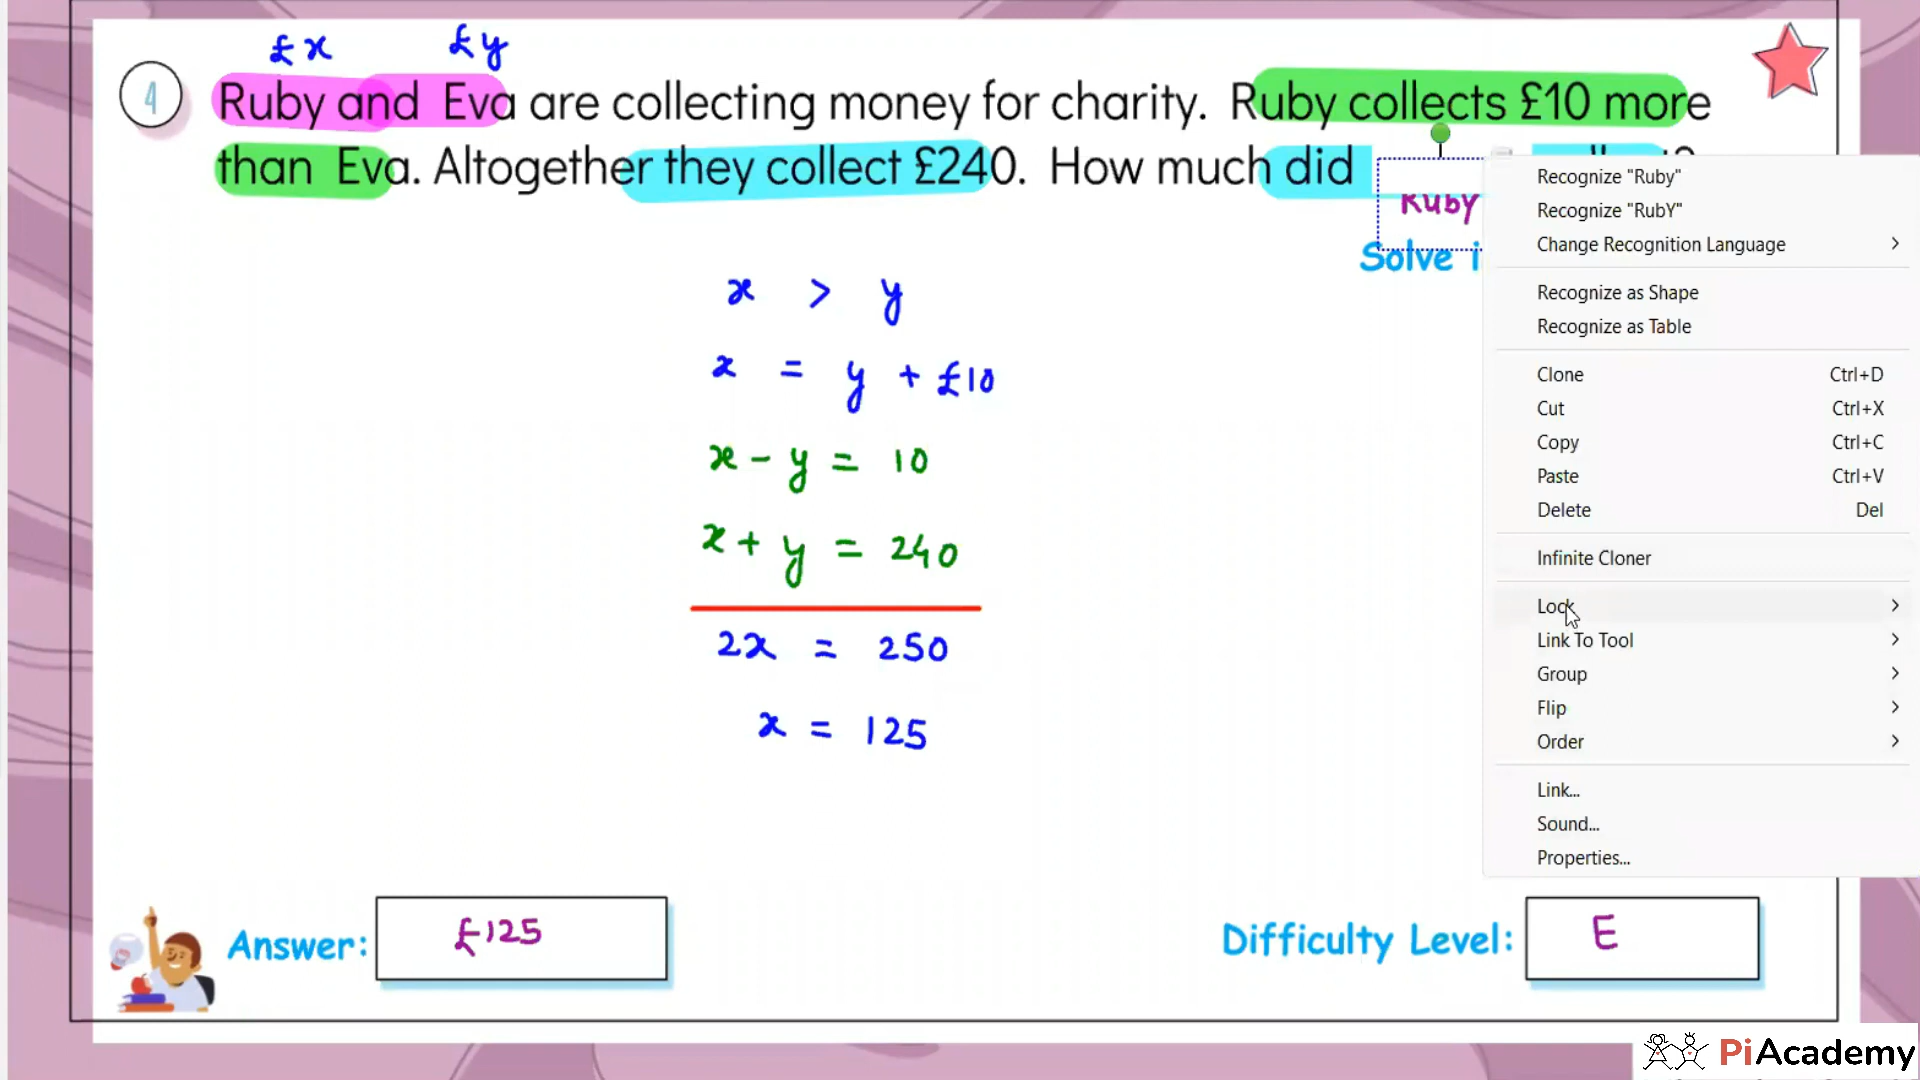 £x £y
4 Ruby and Eva are collecting money for charity. Ruby collects £10 more
than Eva. Altogether they collect £240. How much did
Ruby
Solve i
x > y
x = y + £10
x - y = 10
x + y = 240
2x = 250
x = 125
Recognize "Ruby"
Recognize "RubY"
Change Recognition Language
Recognize as Shape
Recognize as Table
Clone Ctrl+D
Cut Ctrl+X
Copy Ctrl+C
Paste Ctrl+V
Delete Del
Infinite Cloner
Lock
Link To Tool
Group
Flip
Order
Link...
Sound...
Properties...
Answer: £125
Difficulty Level: E
PiAcademy